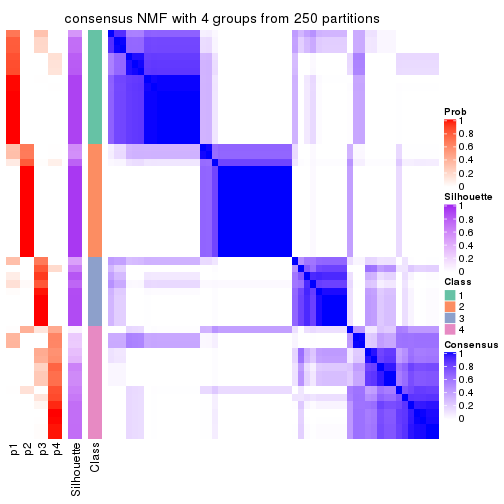 consensus NMF with 4 groups from 250 partitions
Prob
1
0.8
0.6
0.4
0.2
0
Silhouette
1
0.8
0.6
0.4
0.2
0
Class
1
2
3
4
Consensus
1
0.8
0.6
0.4
0.2
0
p1
p2
p3
p4
Silhouette
Class